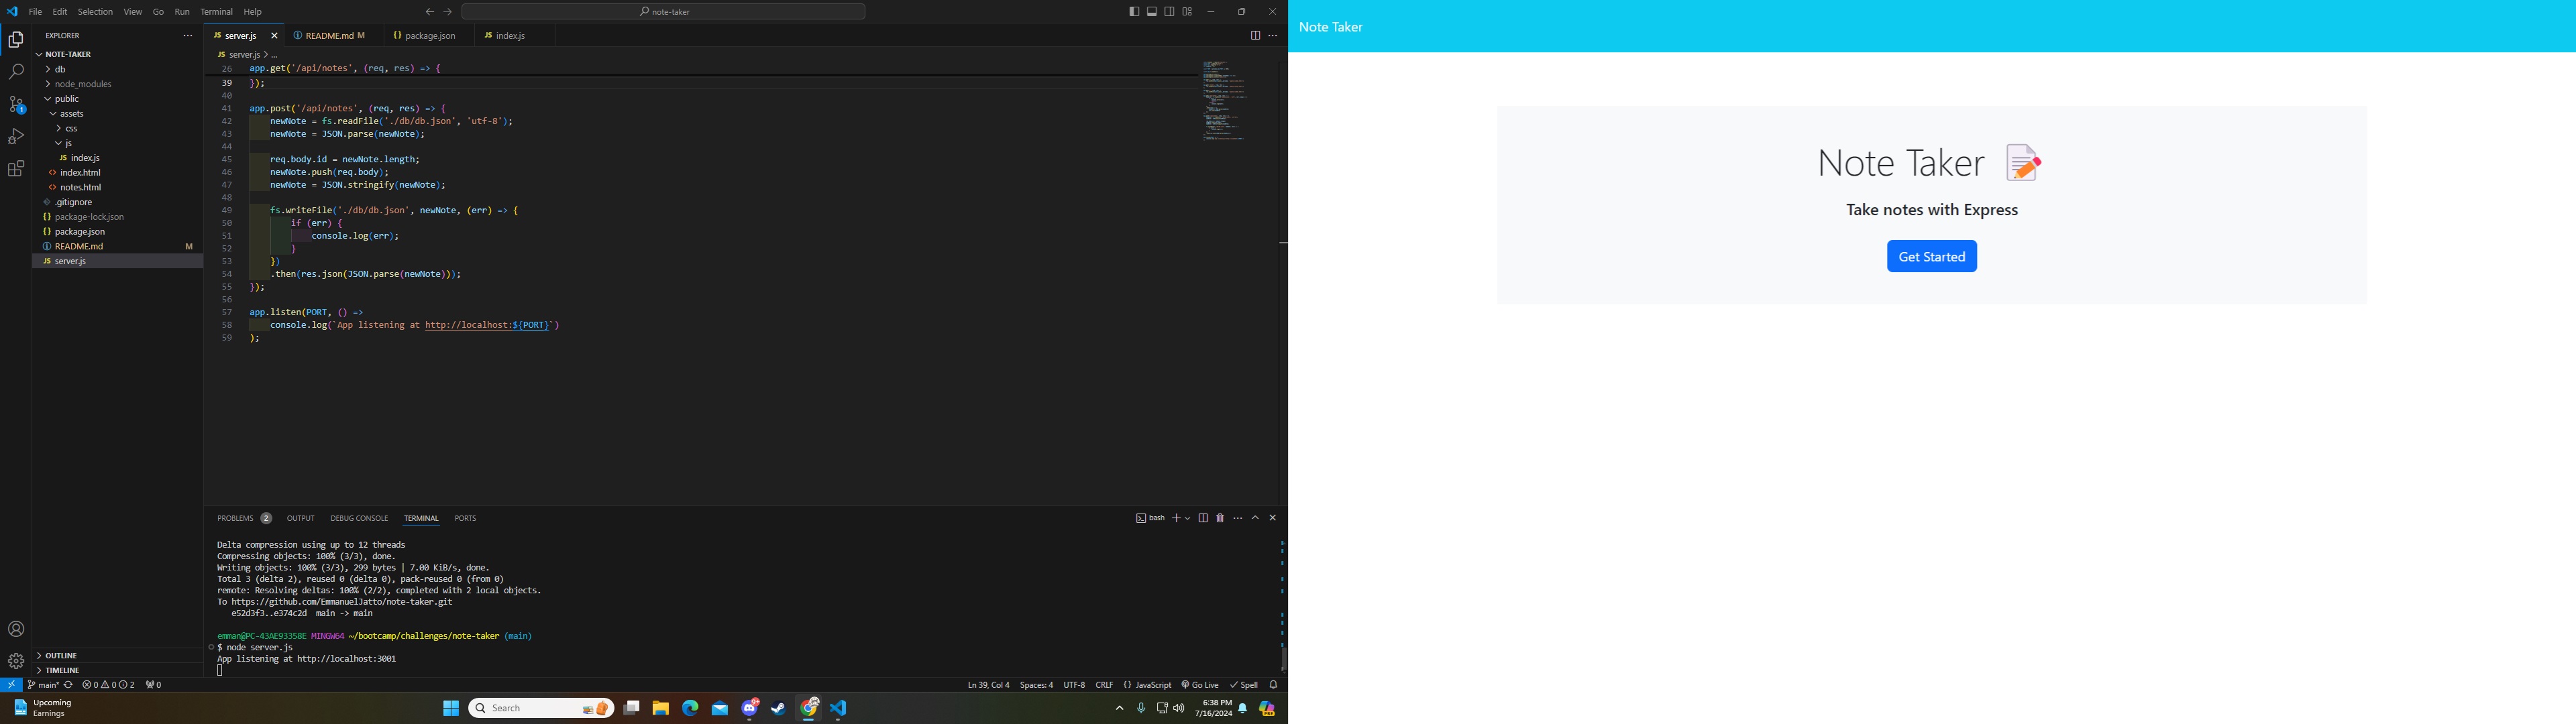 File Edit Selection View Go Run Terminal Help
note-taker
EXPLORER
NOTE-TAKER
db
node_modules
public
assets
css
js
JS index.js
index.html
notes.html
.gitignore
{} package-lock.json
{} package.json
README.md M
JS server.js
OUTLINE
TIMELINE
JS server.js
README.md M
{} package.json
JS index.js
JS server.js > ...
26 app.get('/api/notes', (req, res) => {
39 });
40
41 app.post('/api/notes', (req, res) => {
42 newNote = fs.readFile('./db/db.json', 'utf-8');
43 newNote = JSON.parse(newNote);
44
45 req.body.id = newNote.length;
46 newNote.push(req.body);
47 newNote = JSON.stringify(newNote);
48
49 fs.writeFile('./db/db.json', newNote, (err) => {
50 if (err) {
51 console.log(err);
52 }
53 })
54 .then(res.json(JSON.parse(newNote)));
55 });
56
57 app.listen(PORT, () =>
58 console.log(`App listening at http://localhost:${PORT}`)
59 );
PROBLEMS 2 OUTPUT DEBUG CONSOLE TERMINAL PORTS
bash
Delta compression using up to 12 threads
Compressing objects: 100% (3/3), done.
Writing objects: 100% (3/3), 299 bytes | 7.00 KiB/s, done.
Total 3 (delta 2), reused 0 (delta 0), pack-reused 0 (from 0)
remote: Resolving deltas: 100% (2/2), completed with 2 local objects.
To https://github.com/EmmanuelJatto/note-taker.git
e52d3f3..e374c2d main -> main
emman@PC-43AE93358E MINGW64 ~/bootcamp/challenges/note-taker (main)
$ node server.js
App listening at http://localhost:3001
main* 0 0 2 0
Ln 39, Col 4 Spaces: 4 UTF-8 CRLF {} JavaScript Go Live Spell
Upcoming
Earnings
Search
6:38 PM
7/16/2024
Note Taker
Note Taker
Take notes with Express
Get Started